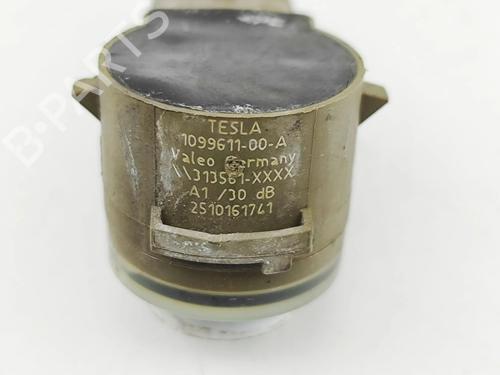 TESLA
1099611-00-A
Valeo Germany
\\313561-XXXX
A1 /30 dB
2510161741
B-PARTS